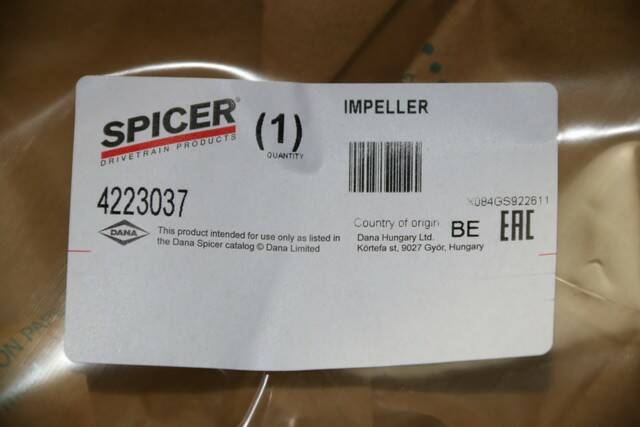 SPICER®
DRIVETRAIN PRODUCTS
(1)
QUANTITY
IMPELLER
4223037
X084GS922611
DANA
This product intended for use only as listed in
the Dana Spicer catalog © Dana Limited
Country of origin BE
Dana Hungary Ltd.
Körtefa st, 9027 Györ, Hungary
EAC